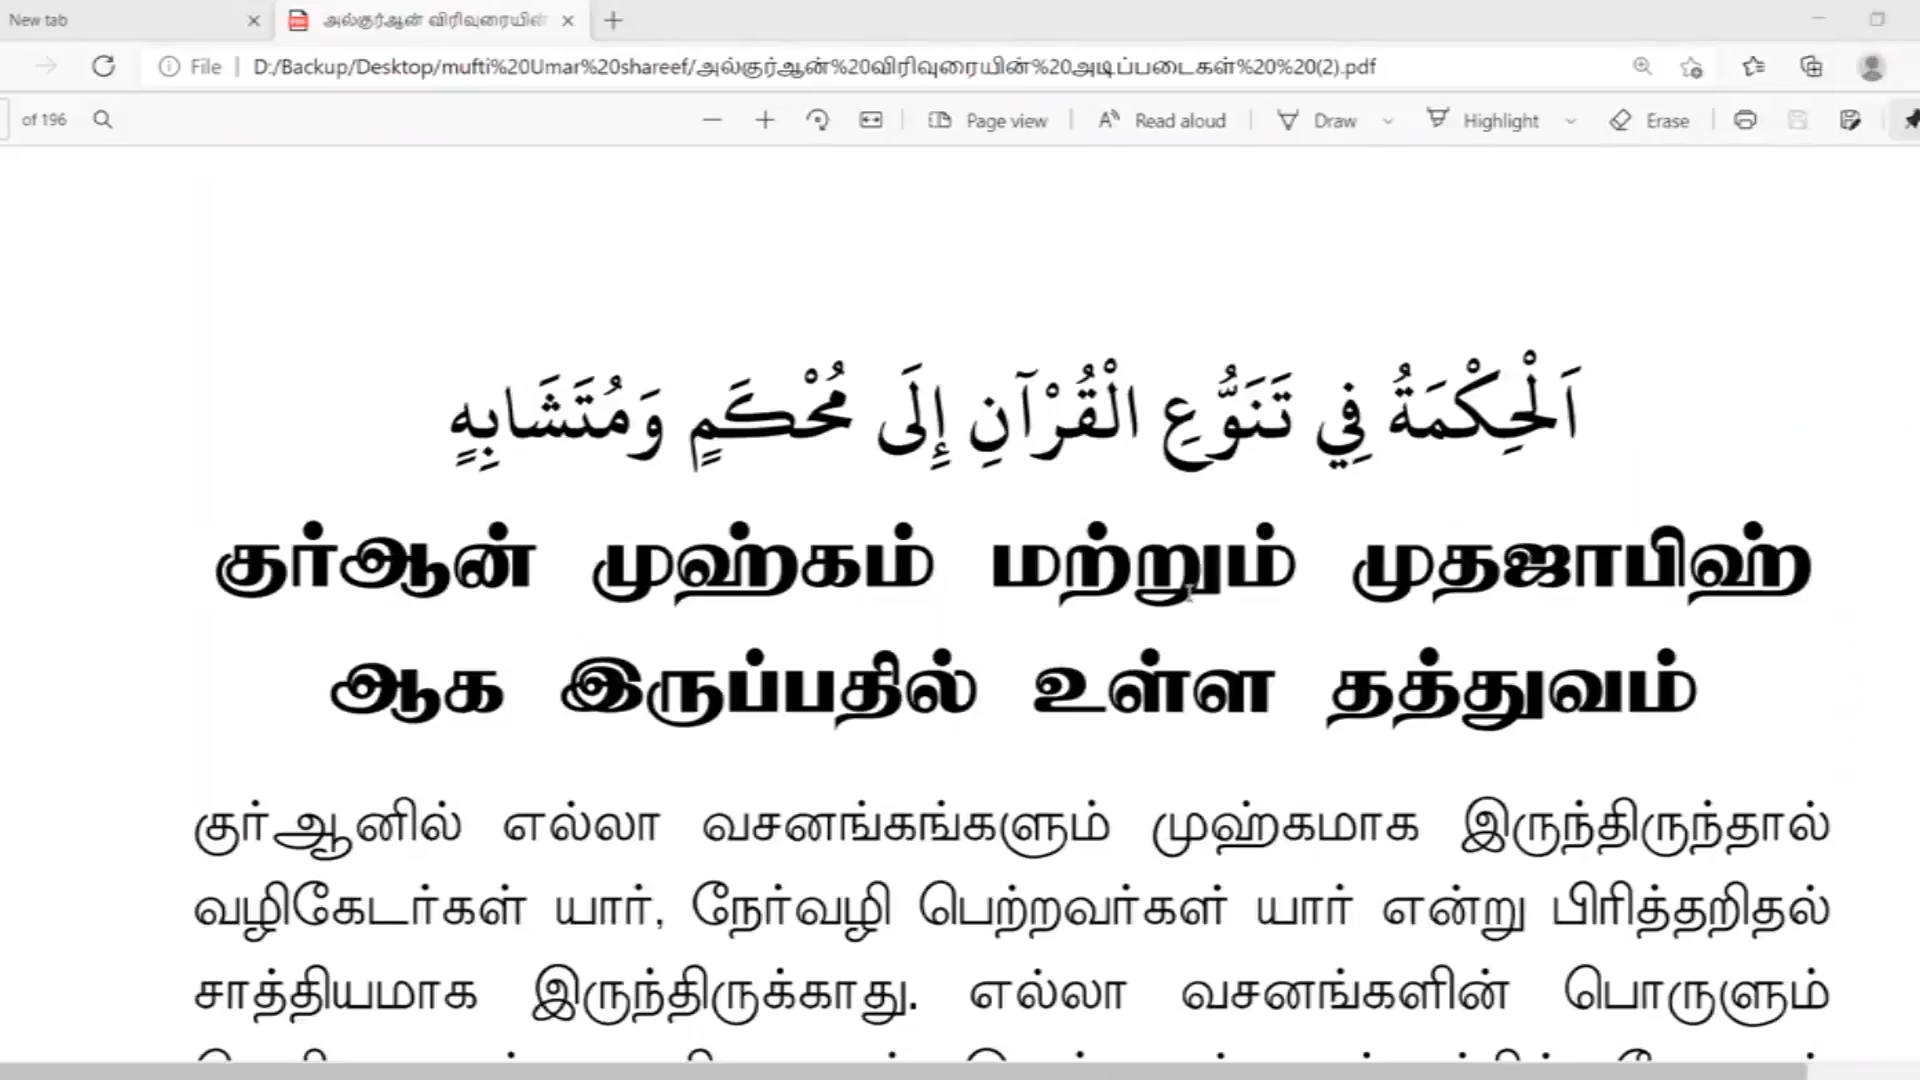 New tab
அல்குர்ஆன் விரிவுரையின்
File | D:/Backup/Desktop/mufti%20Umar%20shareef/அல்குர்ஆன்%20விரிவுரையின்%20அடிப்படைகள்%20%20(2).pdf
of 196
Page view
Read aloud
Draw
Highlight
Erase
اَلْحِكْمَةُ فِي تَنَوُّعِ الْقُرْآنِ إِلَى مُحْكَمٍ وَمُتَشَابِهٍ
குர்ஆன் முஹ்கம் மற்றும் முதஜாபிஹ்
ஆக இருப்பதில் உள்ள தத்துவம்
குர்ஆனில் எல்லா வசனங்கங்களும் முஹ்கமாக இருந்திருந்தால்
வழிகேடர்கள் யார், நேர்வழி பெற்றவர்கள் யார் என்று பிரித்தறிதல்
சாத்தியமாக இருந்திருக்காது. எல்லா வசனங்களின் பொருளும்